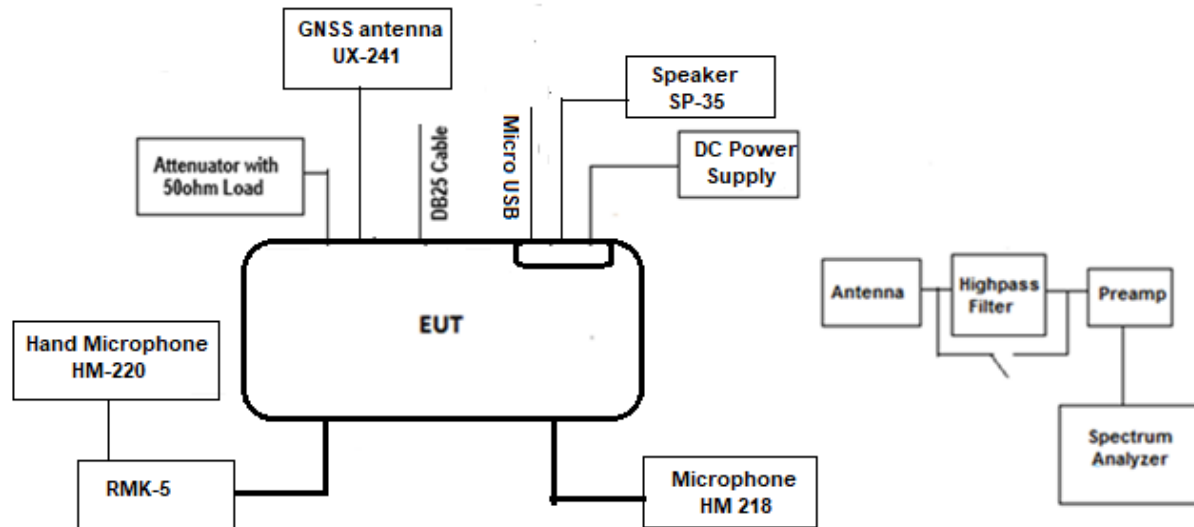 GNSS antenna
UX-241
Speaker
SP-35
Attenuator with
50ohm Load
DB25 Cable
Micro USB
DC Power
Supply
EUT
Antenna
Highpass
Filter
Preamp
Hand Microphone
HM-220
Spectrum
Analyzer
RMK-5
Microphone
HM 218